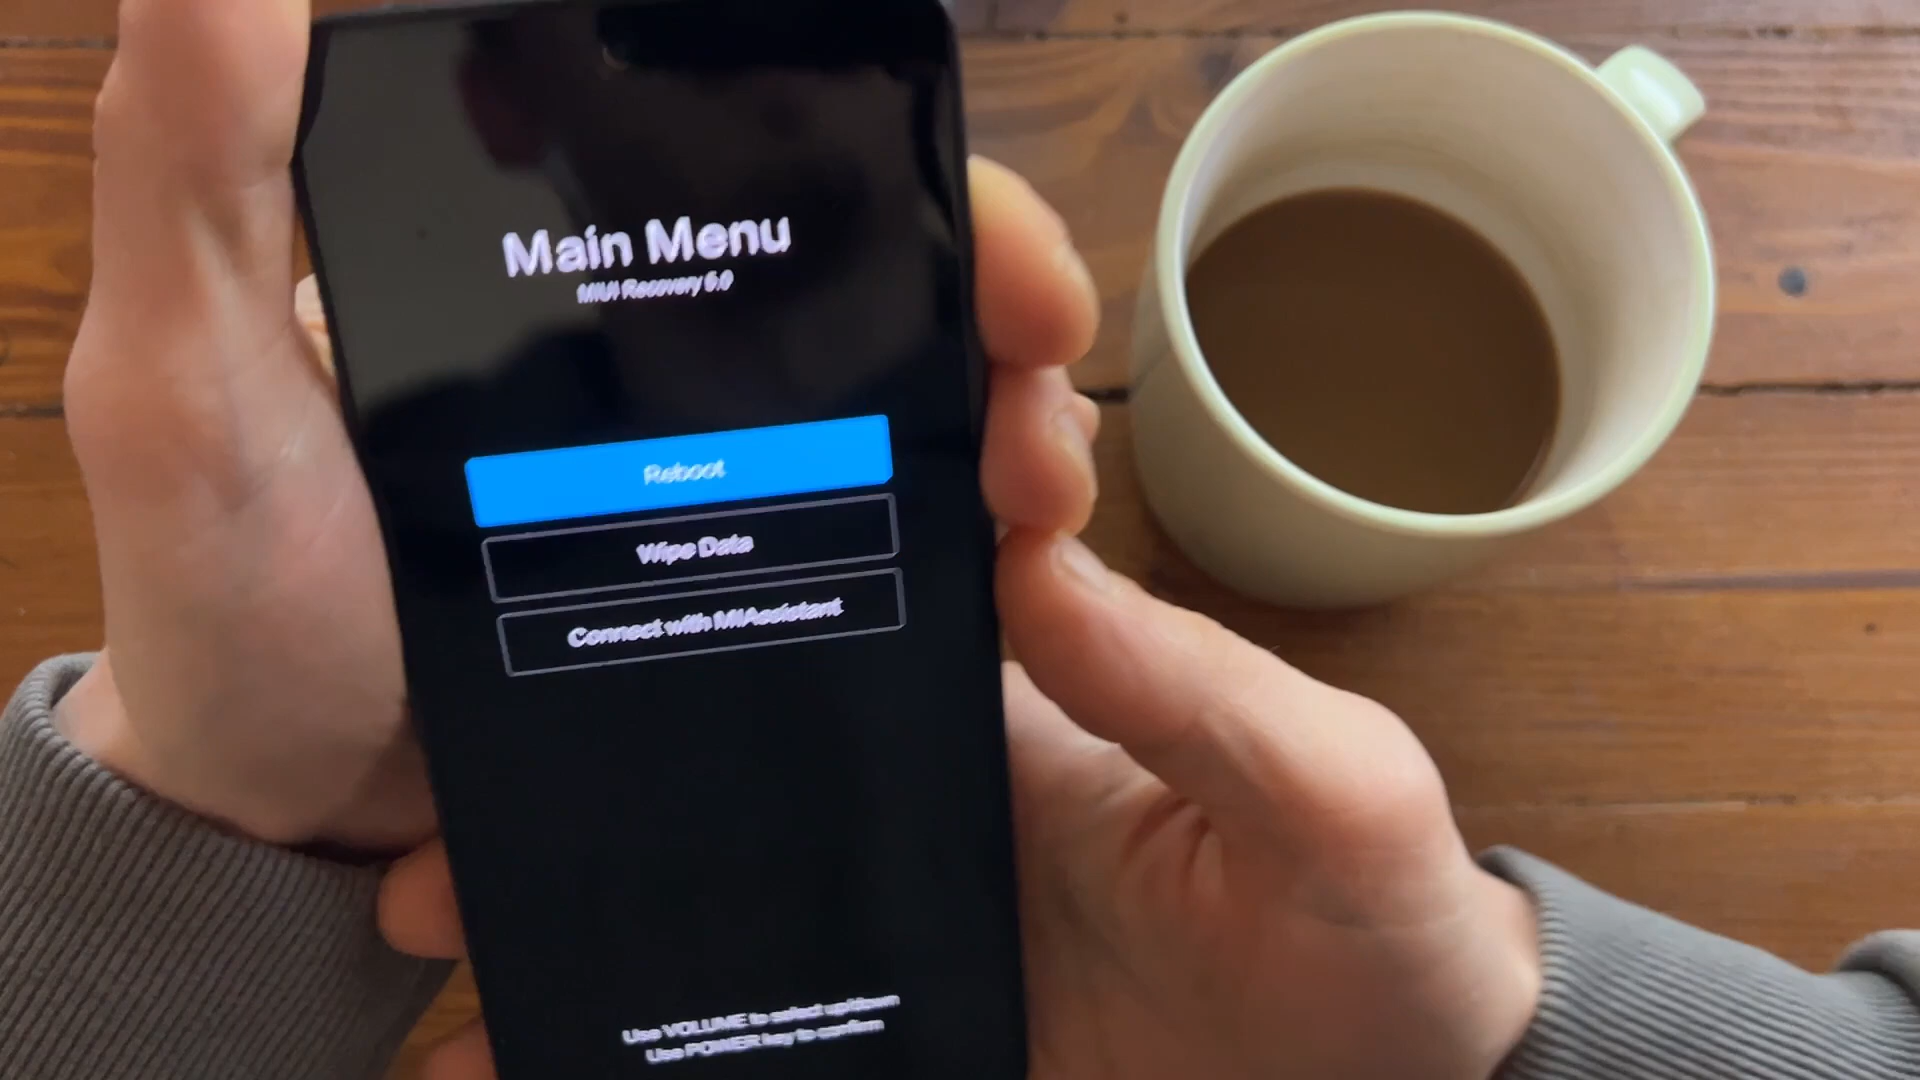 Main Menu
MIUI Recovery 5.0
Reboot
Wipe Data
Connect with MIAssistant
Use VOLUME to select up/down
Use POWER key to confirm